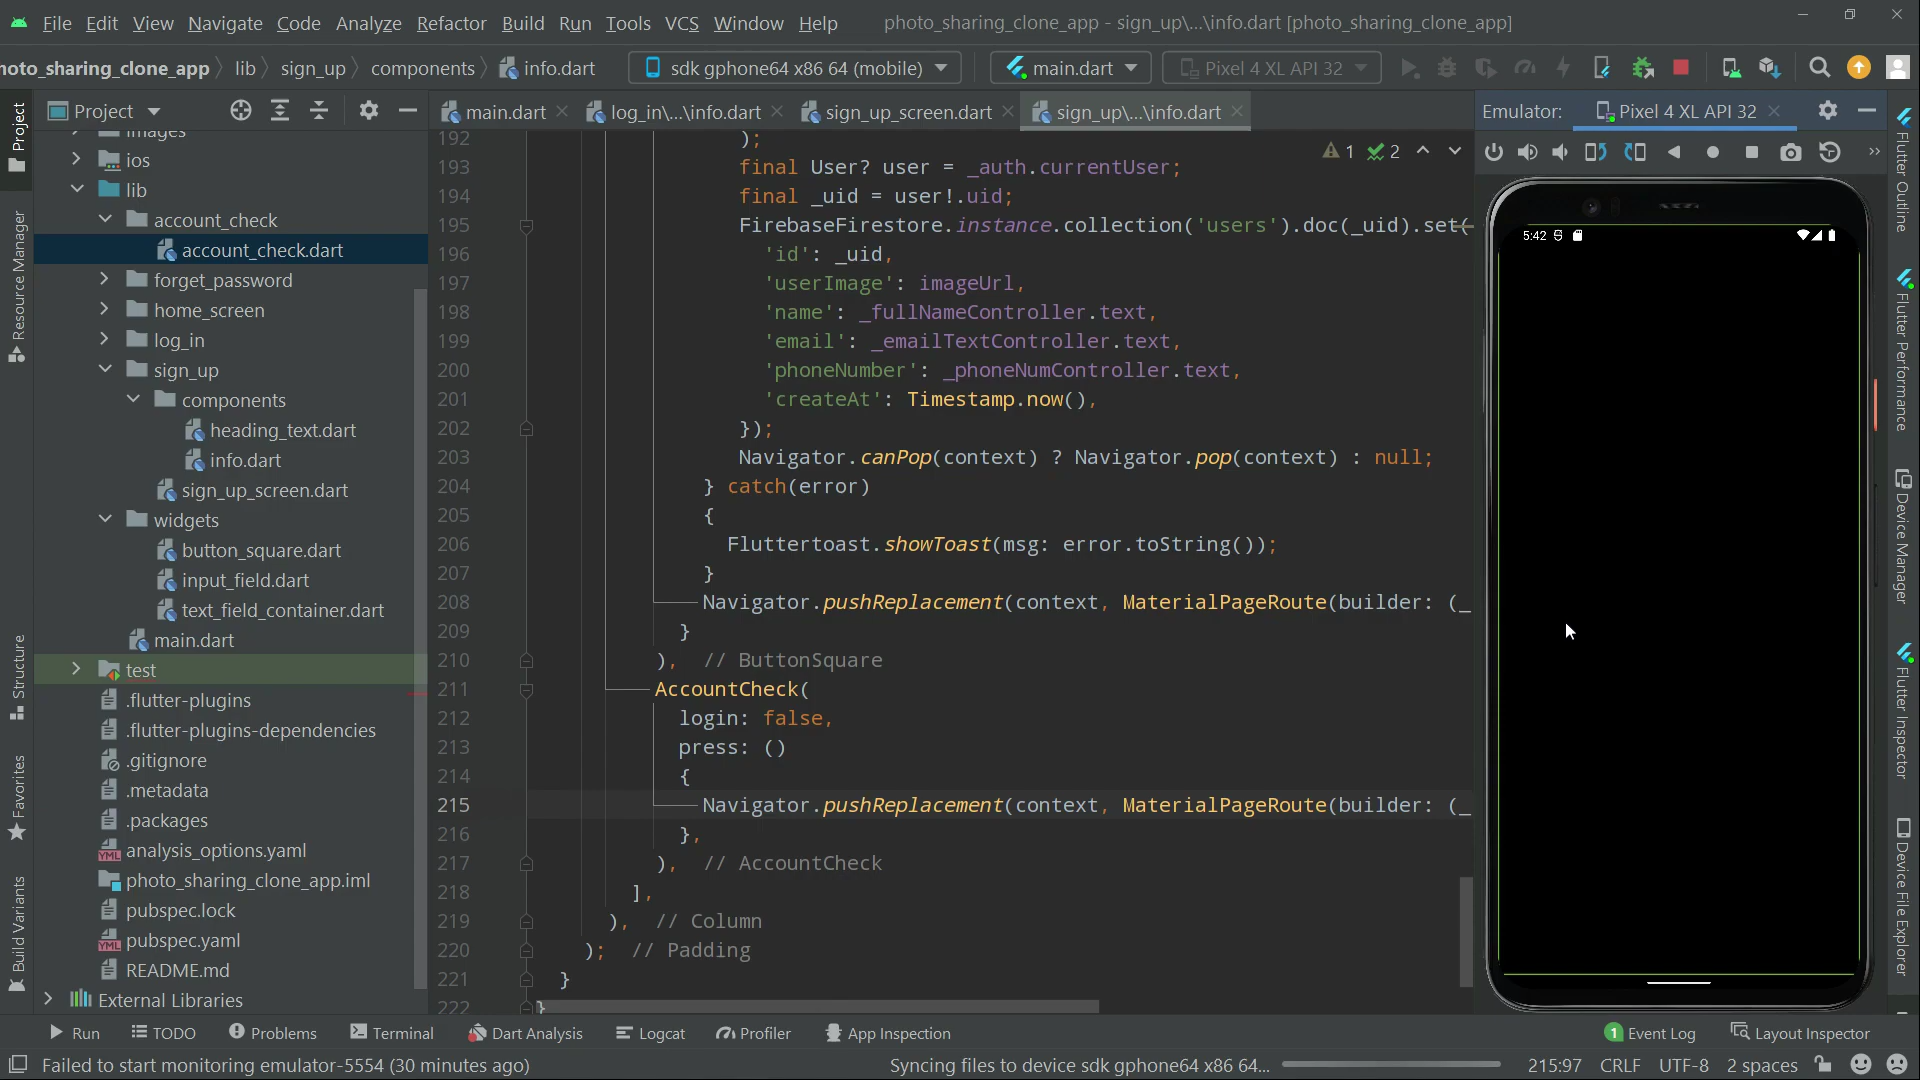 File Edit View Navigate Code Analyze Refactor Build Run Tools VCS Window Help photo_sharing_clone_app - sign_up\...\info.dart [photo_sharing_clone_app]
hoto_sharing_clone_app lib sign_up components info.dart sdk gphone64 x86 64 (mobile) main.dart Pixel 4 XL API 32
Project
main.dart log_in\...\info.dart sign_up_screen.dart sign_up\...\info.dart
Emulator: Pixel 4 XL API 32
Project
Resource Manager
Structure
Favorites
Build Variants
images
ios
lib
account_check
account_check.dart
forget_password
home_screen
log_in
sign_up
components
heading_text.dart
info.dart
sign_up_screen.dart
widgets
button_square.dart
input_field.dart
text_field_container.dart
main.dart
test
.flutter-plugins
.flutter-plugins-dependencies
.gitignore
.metadata
.packages
analysis_options.yaml
photo_sharing_clone_app.iml
pubspec.lock
pubspec.yaml
README.md
External Libraries
1 2
192 );
193 final User? user = _auth.currentUser;
194 final _uid = user!.uid;
195 FirebaseFirestore.instance.collection('users').doc(_uid).set(
196 'id': _uid,
197 'userImage': imageUrl,
198 'name': _fullNameController.text,
199 'email': _emailTextController.text,
200 'phoneNumber': _phoneNumController.text,
201 'createAt': Timestamp.now(),
202 });
203 Navigator.canPop(context) ? Navigator.pop(context) : null;
204 } catch(error)
205 {
206 Fluttertoast.showToast(msg: error.toString());
207 }
208 Navigator.pushReplacement(context, MaterialPageRoute(builder: (_
209 }
210 ), // ButtonSquare
211 AccountCheck(
212 login: false,
213 press: ()
214 {
215 Navigator.pushReplacement(context, MaterialPageRoute(builder: (_
216 },
217 ), // AccountCheck
218 ],
219 ), // Column
220 ); // Padding
221 }
222 }
5:42
Flutter Outline
Flutter Performance
Device Manager
Flutter Inspector
Device File Explorer
Run TODO Problems Terminal Dart Analysis Logcat Profiler App Inspection 1 Event Log Layout Inspector
Failed to start monitoring emulator-5554 (30 minutes ago) Syncing files to device sdk gphone64 x86 64... 215:97 CRLF UTF-8 2 spaces